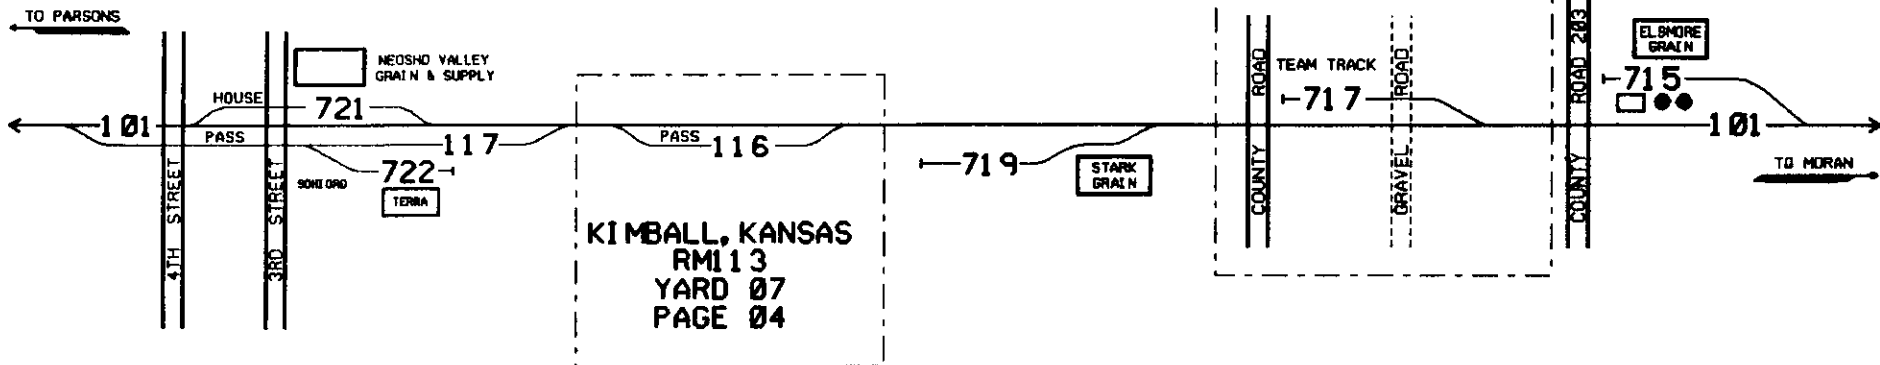 TO PARSONS
4TH STREET
3RD STREET
NEOSHO VALLEY
GRAIN & SUPPLY
HOUSE
721
101
PASS
117
722
TERRA
PASS
116
KIMBALL, KANSAS
RM113
YARD 07
PAGE 04
719
STARK
GRAIN
COUNTY ROAD
TEAM TRACK
717
GRAVEL ROAD
COUNTY ROAD 203
ELSMORE
GRAIN
715
101
TO MORAN